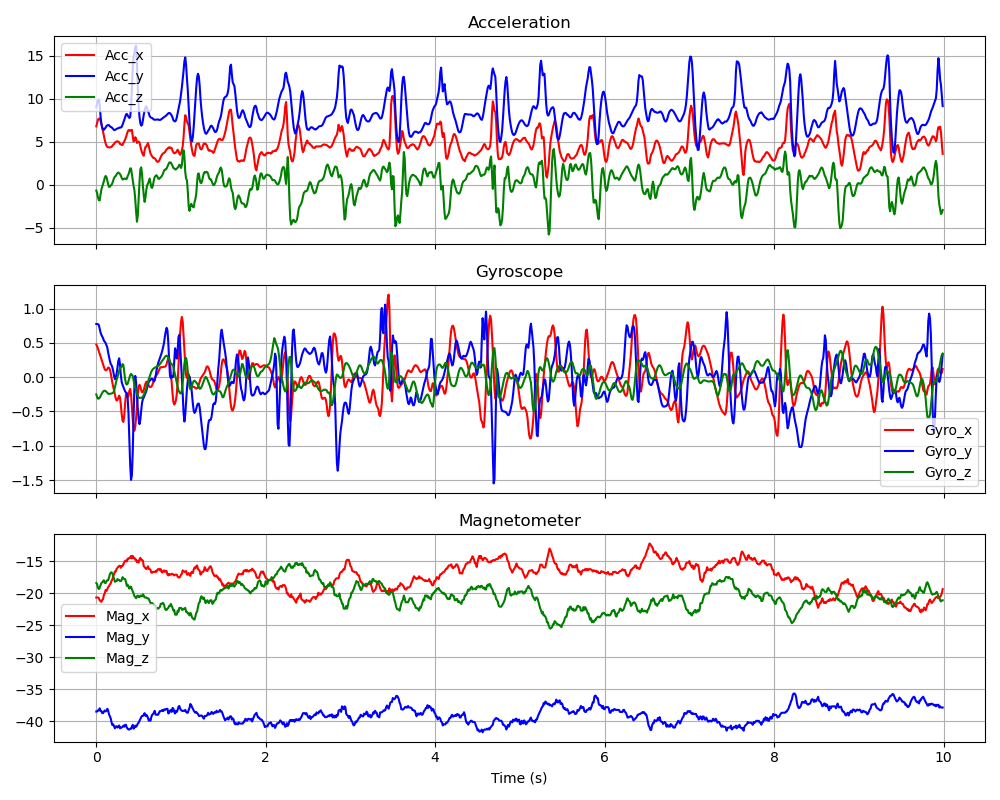 Acceleration
15
10
5
0
−5
Acc_x
Acc_y
Acc_z
Gyroscope
1.0
0.5
0.0
−0.5
−1.0
−1.5
Gyro_x
Gyro_y
Gyro_z
Magnetometer
−15
−20
−25
−30
−35
−40
Mag_x
Mag_y
Mag_z
0 2 4 6 8 10
Time (s)